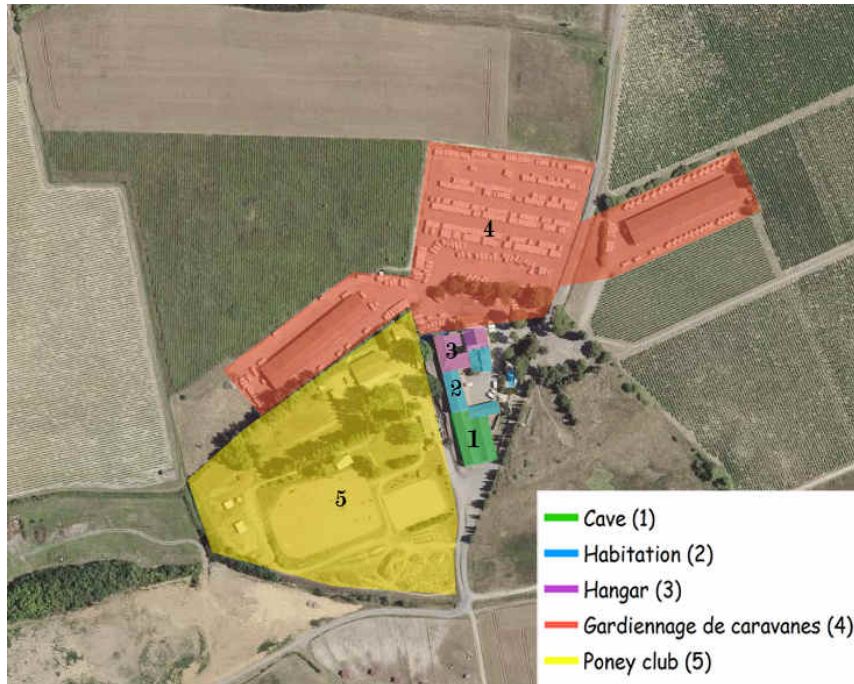 4
3
2
1
5
Cave (1)
Habitation (2)
Hangar (3)
Gardiennage de caravanes (4)
Poney club (5)